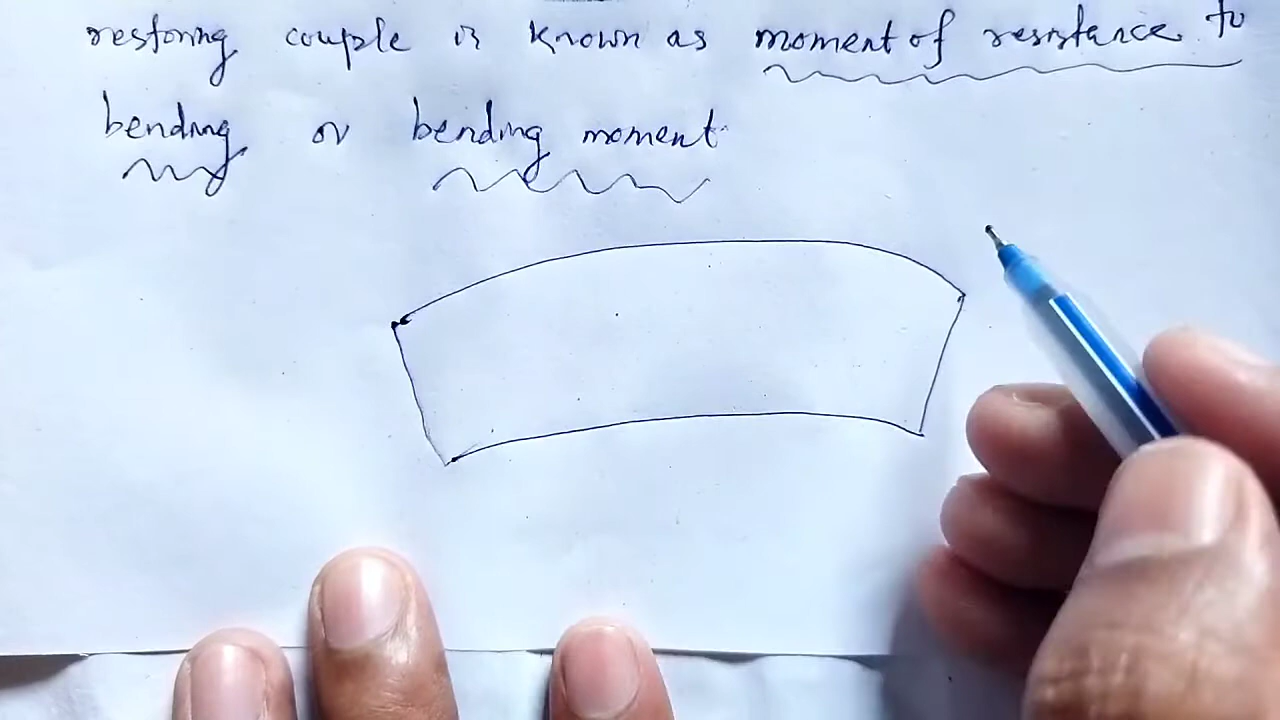 restoring couple is known as moment of resistance to
bending or bending moment.